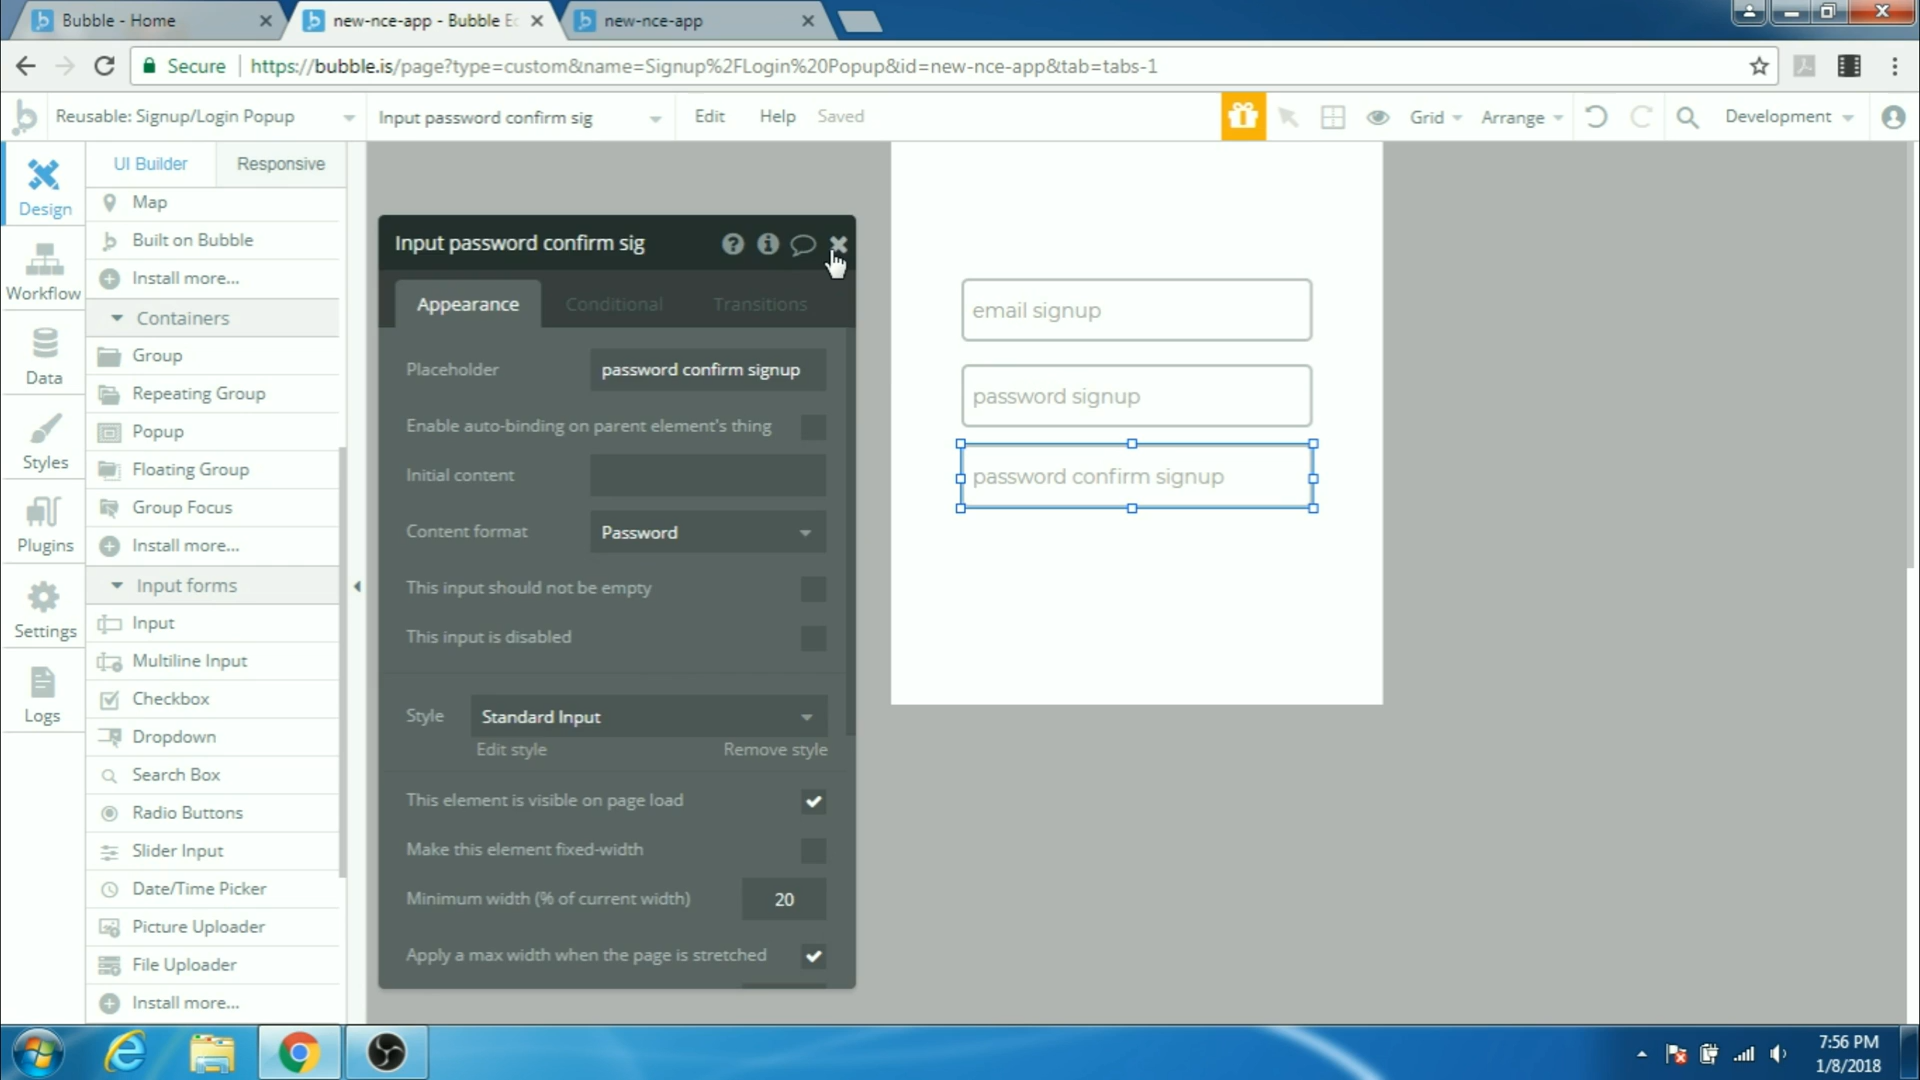 Bubble - Home
new-nce-app - Bubble Ec
new-nce-app
Secure
https://bubble.is/page?type=custom&name=Signup%2FLogin%20Popup&id=new-nce-app&tab=tabs-1
Reusable: Signup/Login Popup
Input password confirm sig
Edit
Help
Saved
Grid
Arrange
Development
Design
Workflow
Data
Styles
Plugins
Settings
Logs
UI Builder
Responsive
Map
Built on Bubble
Install more...
Containers
Group
Repeating Group
Popup
Floating Group
Group Focus
Install more...
Input forms
Input
Multiline Input
Checkbox
Dropdown
Search Box
Radio Buttons
Slider Input
Date/Time Picker
Picture Uploader
File Uploader
Install more...
Input password confirm sig
Appearance
Conditional
Transitions
Placeholder
password confirm signup
Enable auto-binding on parent element's thing
Initial content
Content format
Password
This input should not be empty
This input is disabled
Style
Standard Input
Edit style
Remove style
This element is visible on page load
Make this element fixed-width
Minimum width (% of current width)
20
Apply a max width when the page is stretched
email signup
password signup
password confirm signup
7:56 PM
1/8/2018